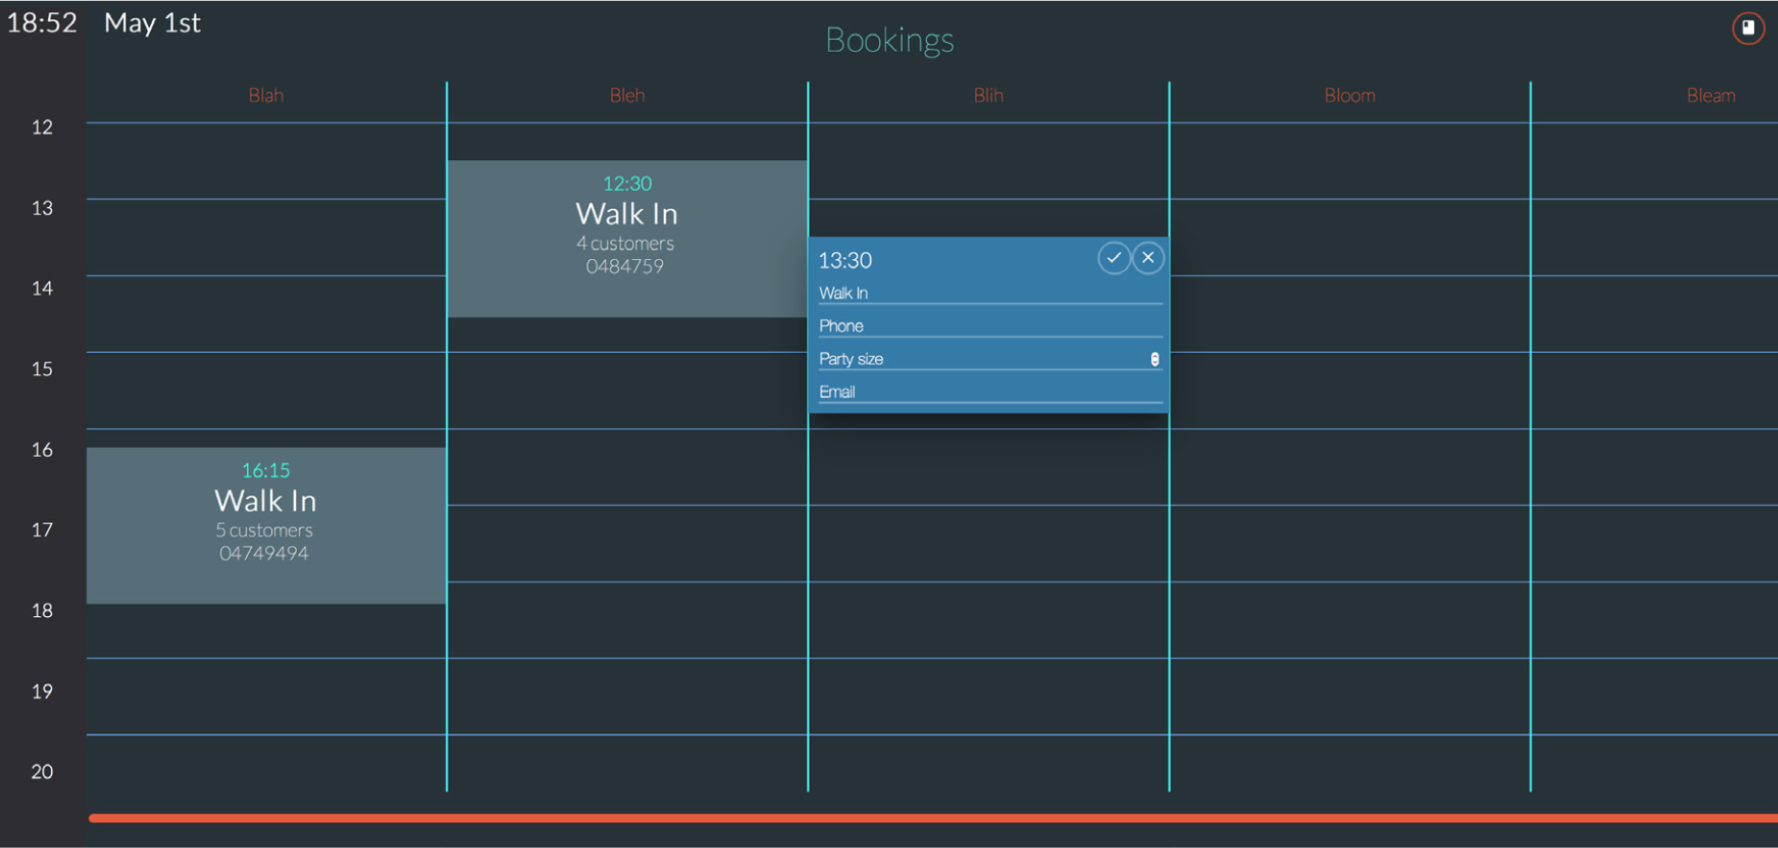 18:52 May 1st
Bookings
Blah Bleh Blih Bloom Bleam
12
13
14
15
16
17
18
19
20
12:30
Walk In
4 customers
0484759
13:30
Walk In
Phone
Party size
Email
16:15
Walk In
5 customers
04749494